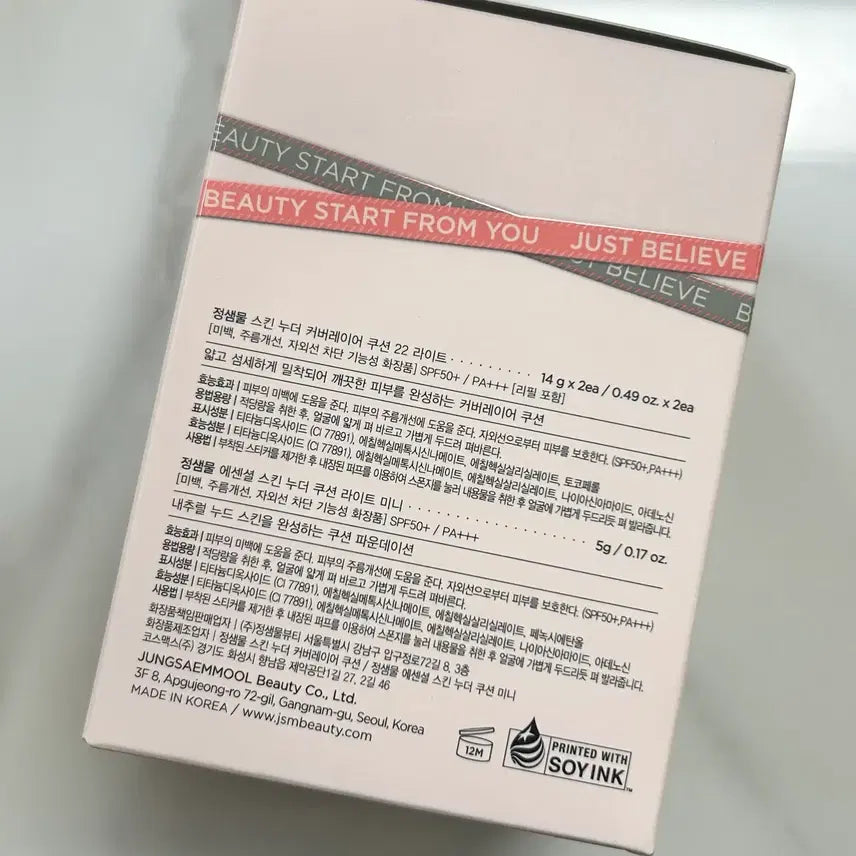 EAUTY START FROM
BEAUTY START FROM YOU JUST BELIEVE
ST BELIEVE B
정샘물 스킨 누더 커버레이어 쿠션 22 라이트 · · · · · · · · · 14 g x 2ea / 0.49 oz. x 2ea
[미백, 주름개선, 자외선 차단 기능성 화장품] SPF50+ / PA+++ [리필 포함]
얇고 섬세하게 밀착되어 깨끗한 피부를 완성하는 커버레이어 쿠션
효능효과 | 피부의 미백에 도움을 준다. 피부의 주름개선에 도움을 준다. 자외선으로부터 피부를 보호한다. (SPF50+,PA+++)
용법용량 | 적당량을 취한 후, 얼굴에 얇게 펴 바르고 가볍게 두드려 펴바른다.
표시성분 | 티타늄디옥사이드 (CI 77891), 에칠헥실메톡시신나메이트, 에칠헥실살리실레이트, 토코페롤
효능성분 | 티타늄디옥사이드 (CI 77891), 에칠헥실메톡시신나메이트, 에칠헥실살리실레이트, 나이아신아마이드, 아데노신
사용법 | 부착된 스티커를 제거한 후 내장된 퍼프를 이용하여 스폰지를 눌러 내용물을 취한 후 얼굴에 가볍게 두드리듯 펴 발라줍니다.
정샘물 에센셜 스킨 누더 쿠션 라이트 미니 · · · · · · · · · · · · · · · · · · 5g / 0.17 oz.
[미백, 주름개선, 자외선 차단 기능성 화장품] SPF50+ / PA+++
내추럴 누드 스킨을 완성하는 쿠션 파운데이션
효능효과 | 피부의 미백에 도움을 준다. 피부의 주름개선에 도움을 준다. 자외선으로부터 피부를 보호한다. (SPF50+,PA+++)
용법용량 | 적당량을 취한 후, 얼굴에 얇게 펴 바르고 가볍게 두드려 펴바른다.
표시성분 | 티타늄디옥사이드 (CI 77891), 에칠헥실메톡시신나메이트, 에칠헥실살리실레이트, 페녹시에탄올
효능성분 | 티타늄디옥사이드 (CI 77891), 에칠헥실메톡시신나메이트, 에칠헥실살리실레이트, 나이아신아마이드, 아데노신
사용법 | 부착된 스티커를 제거한 후 내장된 퍼프를 이용하여 스폰지를 눌러 내용물을 취한 후 얼굴에 가볍게 두드리듯 펴 발라줍니다.
화장품책임판매업자 | (주)정샘물뷰티 서울특별시 강남구 압구정로72길 8, 3층
화장품제조업자 | 정샘물 스킨 누더 커버레이어 쿠션 / 정샘물 에센셜 스킨 누더 쿠션 미니
코스맥스(주) 경기도 화성시 향남읍 제약공단1길 27, 2길 46
JUNGSAEMMOOL Beauty Co., Ltd.
3F 8, Apgujeong-ro 72-gil, Gangnam-gu, Seoul, Korea
MADE IN KOREA / www.jsmbeauty.com
12M
PRINTED WITH
SOY INK
TM